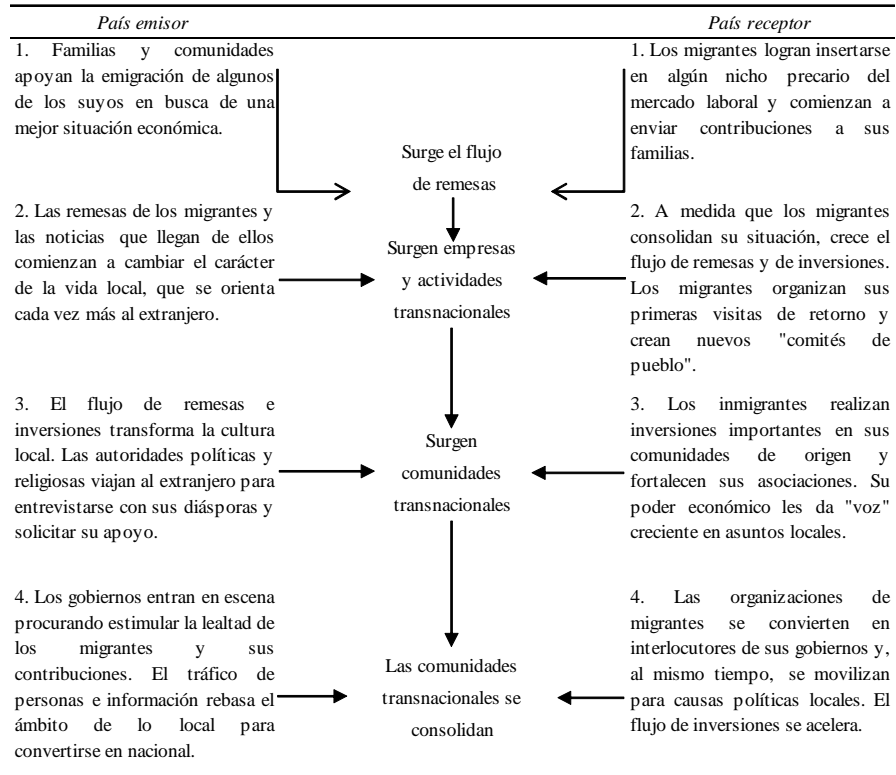 País emisor
País receptor
1. Familias y comunidades
apoyan la emigración de algunos
de los suyos en busca de una
mejor situación económica.
1. Los migrantes logran insertarse
en algún nicho precario del
mercado laboral y comienzan a
enviar contribuciones a sus
familias.
Surge el flujo
de remesas
2. Las remesas de los migrantes y
las noticias que llegan de ellos
comienzan a cambiar el carácter
de la vida local, que se orienta
cada vez más al extranjero.
Surgen empresas
y actividades
transnacionales
2. A medida que los migrantes
consolidan su situación, crece el
flujo de remesas y de inversiones.
Los migrantes organizan sus
primeras visitas de retorno y
crean nuevos "comités de
pueblo".
3. El flujo de remesas e
inversiones transforma la cultura
local. Las autoridades políticas y
religiosas viajan al extranjero para
entrevistarse con sus diásporas y
solicitar su apoyo.
Surgen
comunidades
transnacionales
3. Los inmigrantes realizan
inversiones importantes en sus
comunidades de origen y
fortalecen sus asociaciones. Su
poder económico les da "voz"
creciente en asuntos locales.
4. Los gobiernos entran en escena
procurando estimular la lealtad de
los migrantes y sus
contribuciones. El tráfico de
personas e información rebasa el
ámbito de lo local para
convertirse en nacional.
Las comunidades
transnacionales se
consolidan
4. Las organizaciones de
migrantes se convierten en
interlocutores de sus gobiernos y,
al mismo tiempo, se movilizan
para causas políticas locales. El
flujo de inversiones se acelera.